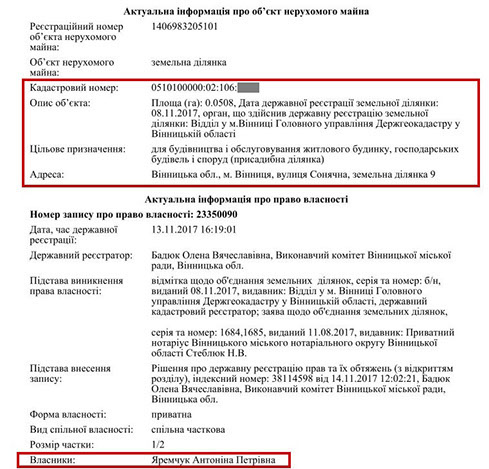 Актуальна інформація про об’єкт нерухомого майна
Реєстраційний номер об’єкта нерухомого майна:
1406983205101
Об’єкт нерухомого майна:
земельна ділянка
Кадастровий номер:
0510100000:02:106:
Опис об’єкта:
Площа (га): 0.0508, Дата державної реєстрації земельної ділянки:
08.11.2017, орган, що здійснив державну реєстрацію земельної
ділянки: Відділ у м.Вінниці Головного управління Держгеокадастру у
Вінницькій області
Цільове призначення:
для будівництва і обслуговування житлового будинку, господарських
будівель і споруд (присадибна ділянка)
Адреса:
Вінницька обл., м. Вінниця, вулиця Сонячна, земельна ділянка 9
Актуальна інформація про право власності
Номер запису про право власності: 23350090
Дата, час державної реєстрації:
13.11.2017 16:19:01
Державний реєстратор:
Бадюк Олена Вячеславівна, Виконавчий комітет Вінницької міської
ради, Вінницька обл.
Підстава виникнення права власності:
відмітка щодо об'єднання земельних ділянок, серія та номер: б/н,
виданий 08.11.2017, видавник: Відділ у м. Вінниці Головного
управління Держгеокадастру у Вінницькій області, державний
кадастровий реєстратор; заява щодо об'єднання земельних ділянок,
серія та номер: 1684,1685, виданий 11.08.2017, видавник: Приватний
нотаріус Вінницького міського нотаріального округу Вінницької
області Стеблюк Н.В.
Підстава внесення запису:
Рішення про державну реєстрацію прав та їх обтяжень (з відкриттям
розділу), індексний номер: 38114598 від 14.11.2017 12:02:21, Бадюк
Олена Вячеславівна, Виконавчий комітет Вінницької міської ради,
Вінницька обл.
Форма власності:
приватна
Вид спільної власності:
спільна часткова
Розмір частки:
1/2
Власники:
Яремчук Антоніна Петрівна